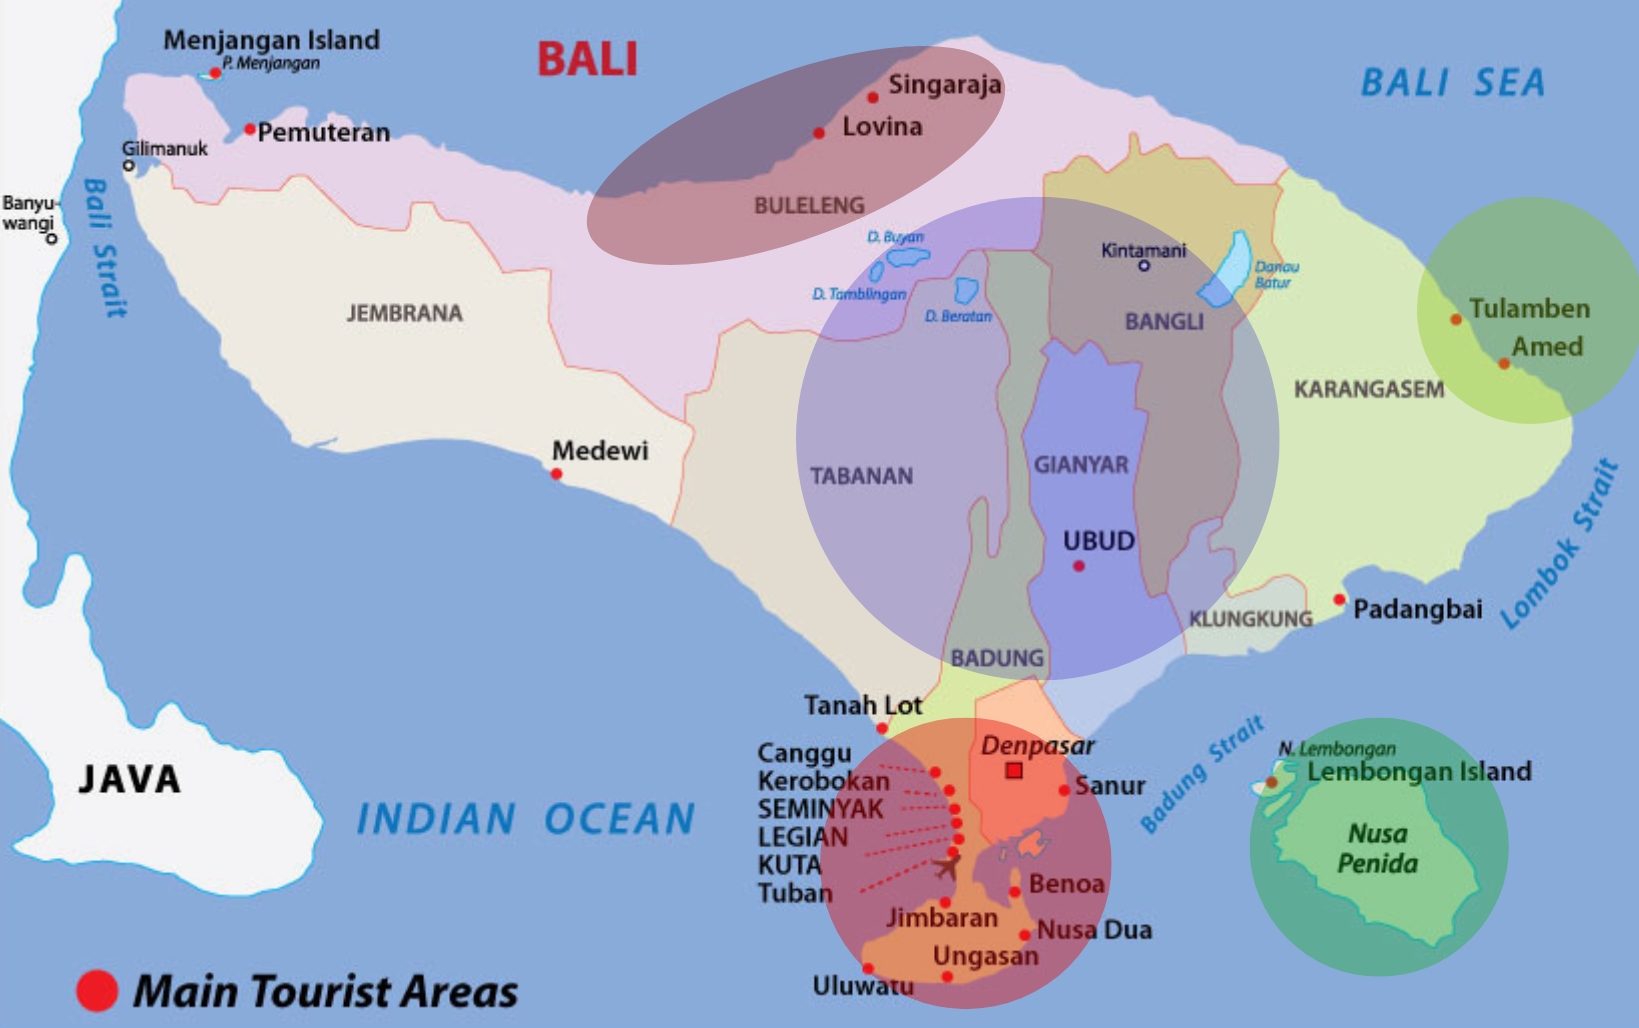 Menjangan Island
P. Menjangan
BALI
Singaraja
BALI SEA
Lovina
Pemuteran
Gilimanuk
Bali Strait
Banyu-
wangi
BULELENG
D. Buyan
D. Tamblingan
D. Beratan
Kintamani
Danau
Batur
BANGLI
JEMBRANA
Tulamben
Amed
KARANGASEM
Medewi
TABANAN
GIANYAR
UBUD
Lombok Strait
KLUNGKUNG
Padangbai
BADUNG
Tanah Lot
Canggu
Kerobokan
SEMINYAK
LEGIAN
KUTA
Tuban
Denpasar
Sanur
Badung Strait
N. Lembongan
Lembongan Island
Nusa
Penida
JAVA
INDIAN OCEAN
Benoa
Jimbaran
Nusa Dua
Ungasan
Uluwatu
Main Tourist Areas